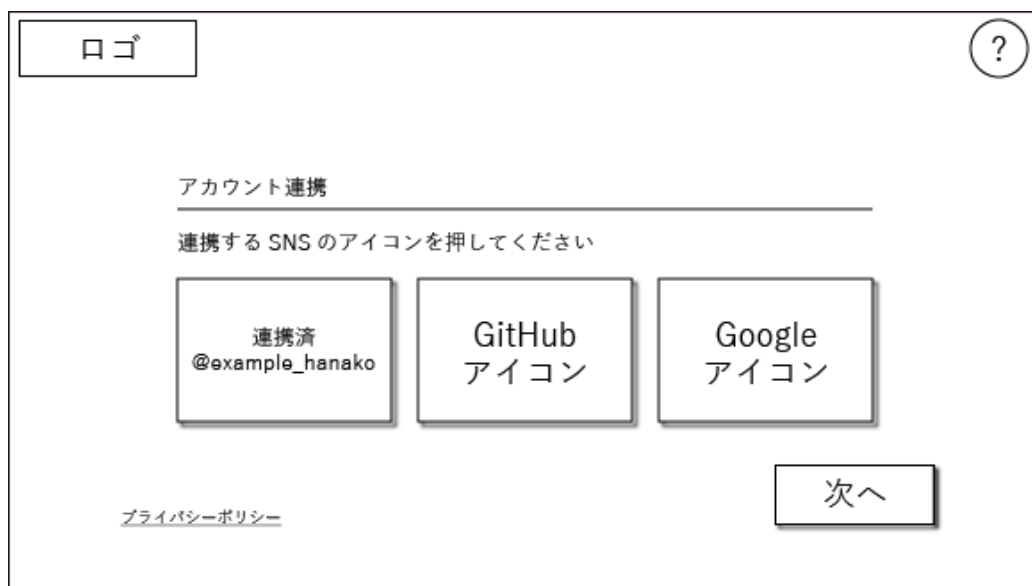 ロゴ
?
アカウント連携
連携する SNS のアイコンを押してください
連携済
@example_hanako
GitHub
アイコン
Google
アイコン
次へ
プライバシーポリシー